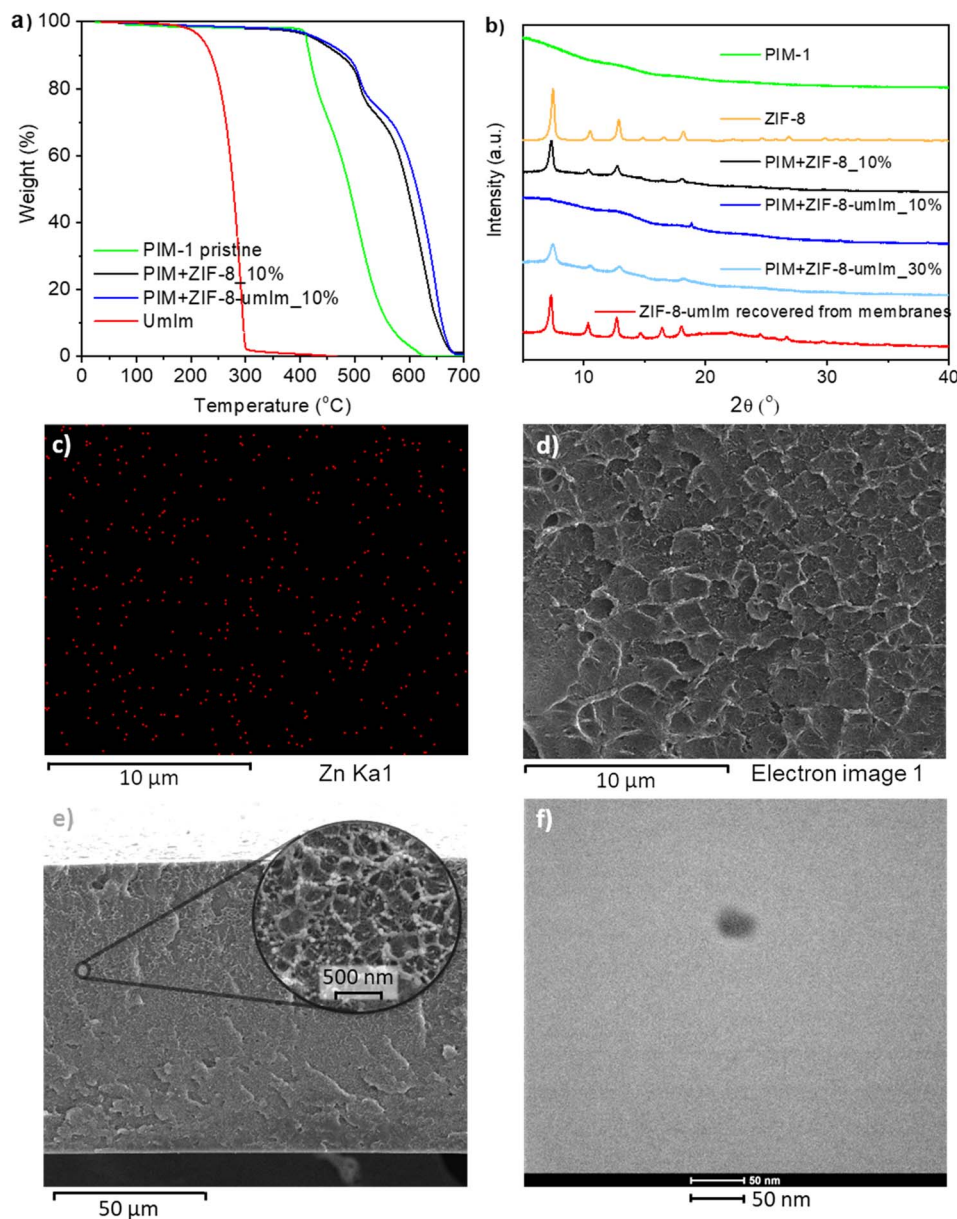 a)
100
80
60
40
20
0
Weight (%)
PIM-1 pristine
PIM+ZIF-8_10%
PIM+ZIF-8-umIm_10%
UmIm
0 100 200 300 400 500 600 700
Temperature (°C)
b)
Intensity (a.u.)
PIM-1
ZIF-8
PIM+ZIF-8_10%
PIM+ZIF-8-umIm_10%
PIM+ZIF-8-umIm_30%
ZIF-8-umIm recovered from membranes
10 20 30 40
2θ (°)
c)
10 µm Zn Ka1
d)
10 µm Electron image 1
e)
500 nm
50 µm
f)
50 nm
50 nm